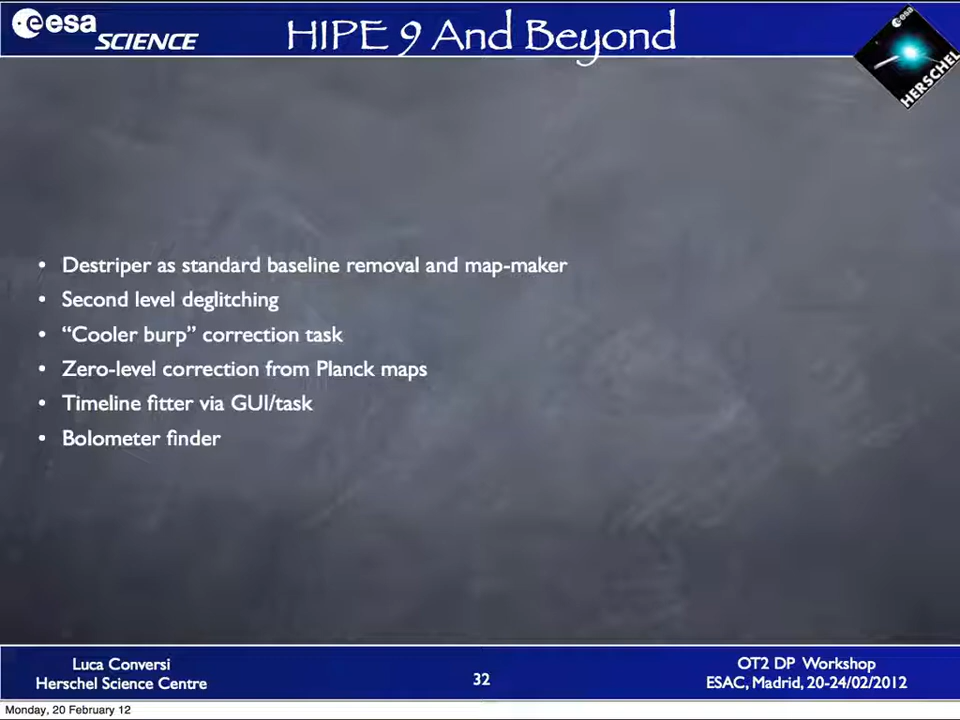 esa SCIENCE
HIPE 9 And Beyond
esa
HERSCHEL
• Destriper as standard baseline removal and map-maker
• Second level deglitching
• “Cooler burp” correction task
• Zero-level correction from Planck maps
• Timeline fitter via GUI/task
• Bolometer finder
Luca Conversi
Herschel Science Centre
32
OT2 DP Workshop
ESAC, Madrid, 20-24/02/2012
Monday, 20 February 12